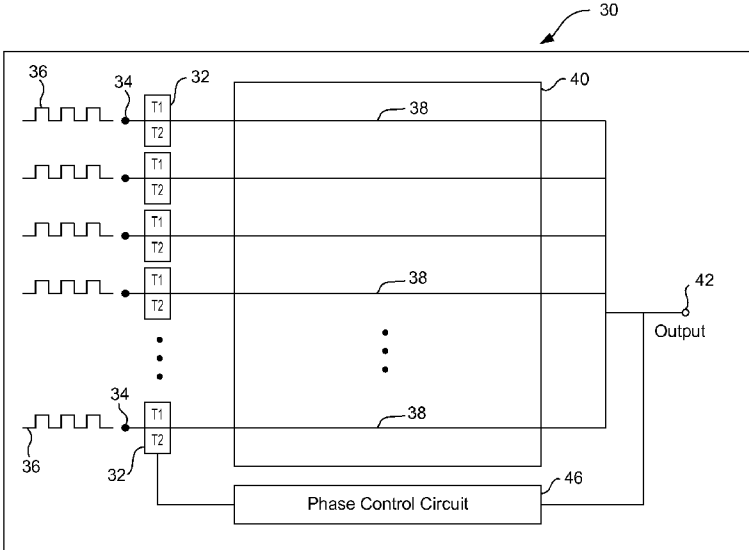 30
36
34
32
40
T1
T2
38
T1
T2
T1
T2
T1
T2
38
42
Output
34
T1
T2
38
36
32
46
Phase Control Circuit